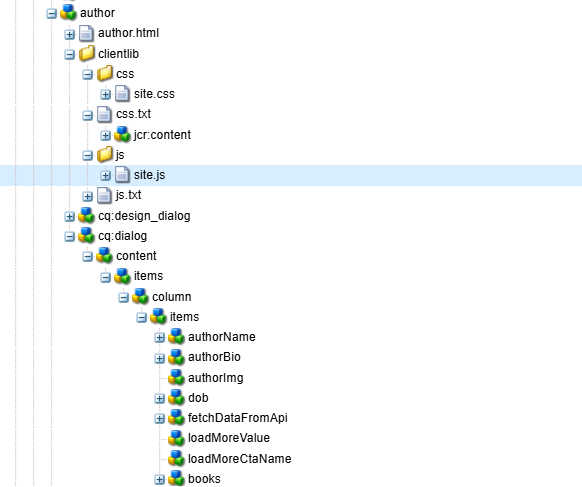 author
author.html
clientlib
css
site.css
css.txt
jcr:content
js
site.js
js.txt
cq:design_dialog
cq:dialog
content
items
column
items
authorName
authorBio
authorImg
dob
fetchDataFromApi
loadMoreValue
loadMoreCtaName
books